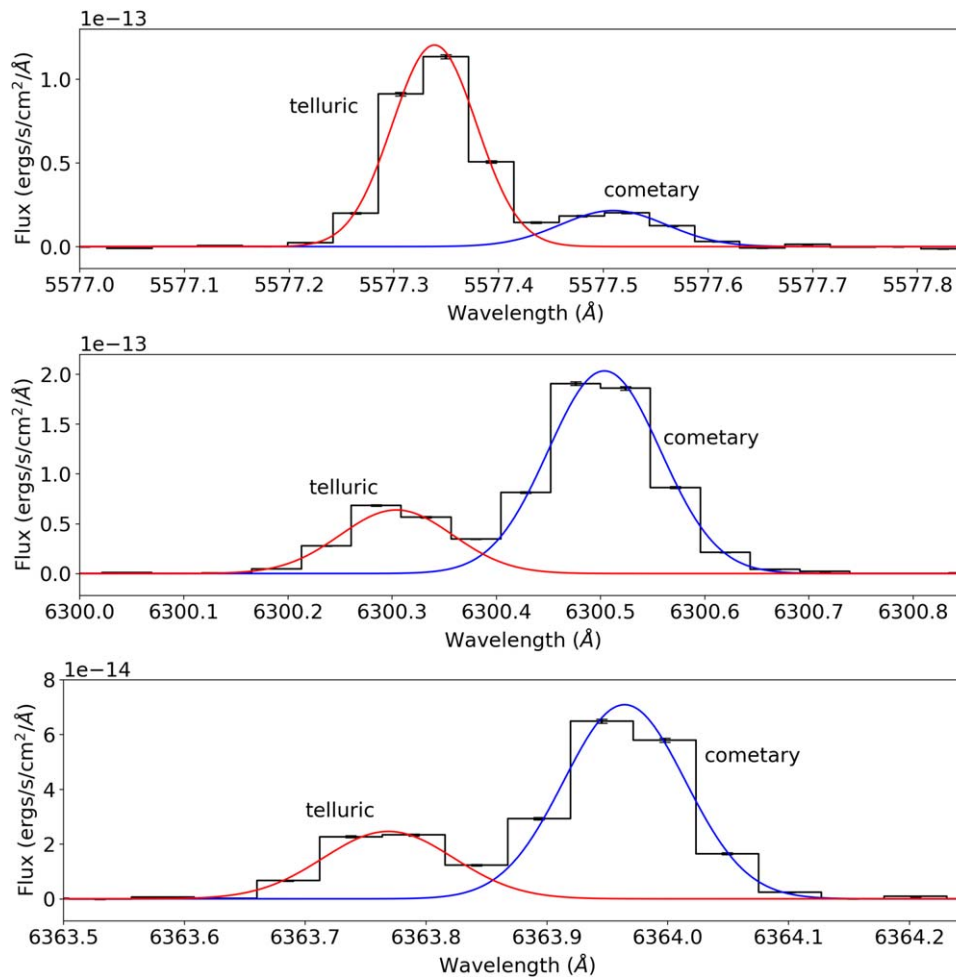 1e−13
telluric
cometary
Flux (ergs/s/cm²/Å)
1.0
0.5
0.0
5577.0 5577.1 5577.2 5577.3 5577.4 5577.5 5577.6 5577.7 5577.8
Wavelength (Å)
1e−13
telluric
cometary
Flux (ergs/s/cm²/Å)
2.0
1.5
1.0
0.5
0.0
6300.0 6300.1 6300.2 6300.3 6300.4 6300.5 6300.6 6300.7 6300.8
Wavelength (Å)
1e−14
telluric
cometary
Flux (ergs/s/cm²/Å)
8
6
4
2
0
6363.5 6363.6 6363.7 6363.8 6363.9 6364.0 6364.1 6364.2
Wavelength (Å)